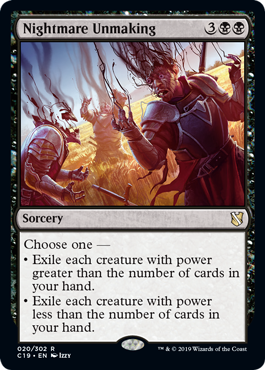 Nightmare Unmaking 3
Sorcery
Choose one —
• Exile each creature with power
greater than the number of cards in
your hand.
• Exile each creature with power
less than the number of cards in
your hand.
020/302 R
C19 • EN Izzy
™ & © 2019 Wizards of the Coast